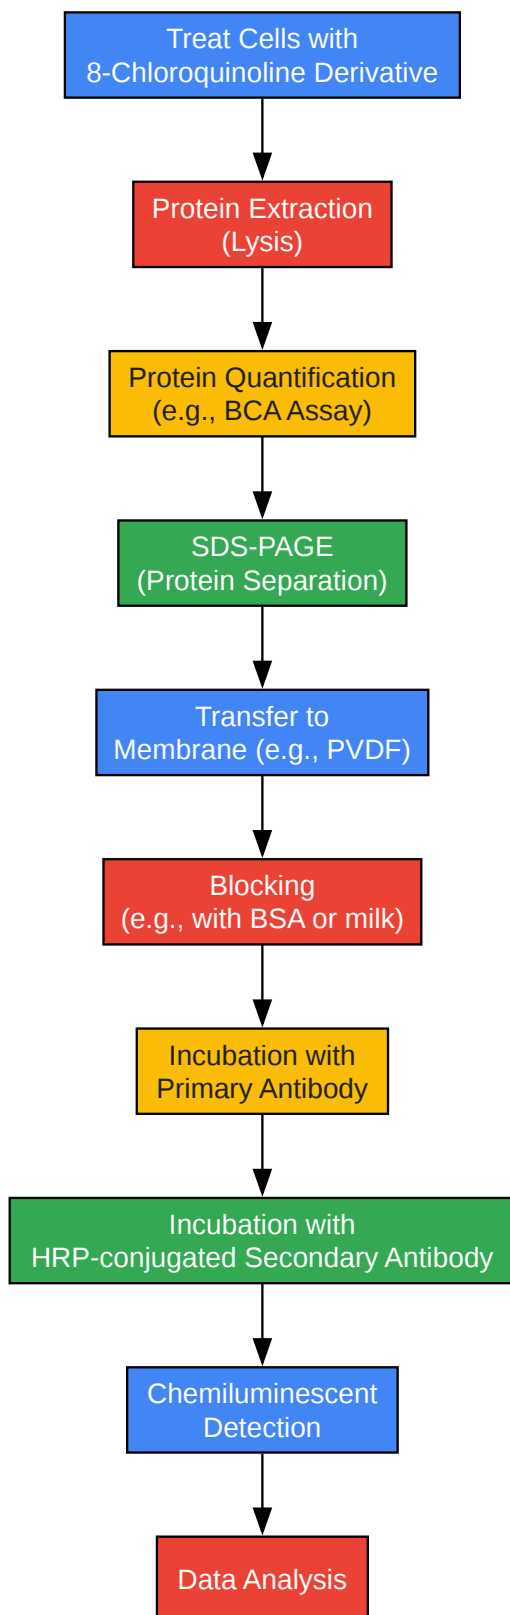 Treat Cells with
8-Chloroquinoline Derivative
Protein Extraction
(Lysis)
Protein Quantification
(e.g., BCA Assay)
SDS-PAGE
(Protein Separation)
Transfer to
Membrane (e.g., PVDF)
Blocking
(e.g., with BSA or milk)
Incubation with
Primary Antibody
Incubation with
HRP-conjugated Secondary Antibody
Chemiluminescent
Detection
Data Analysis